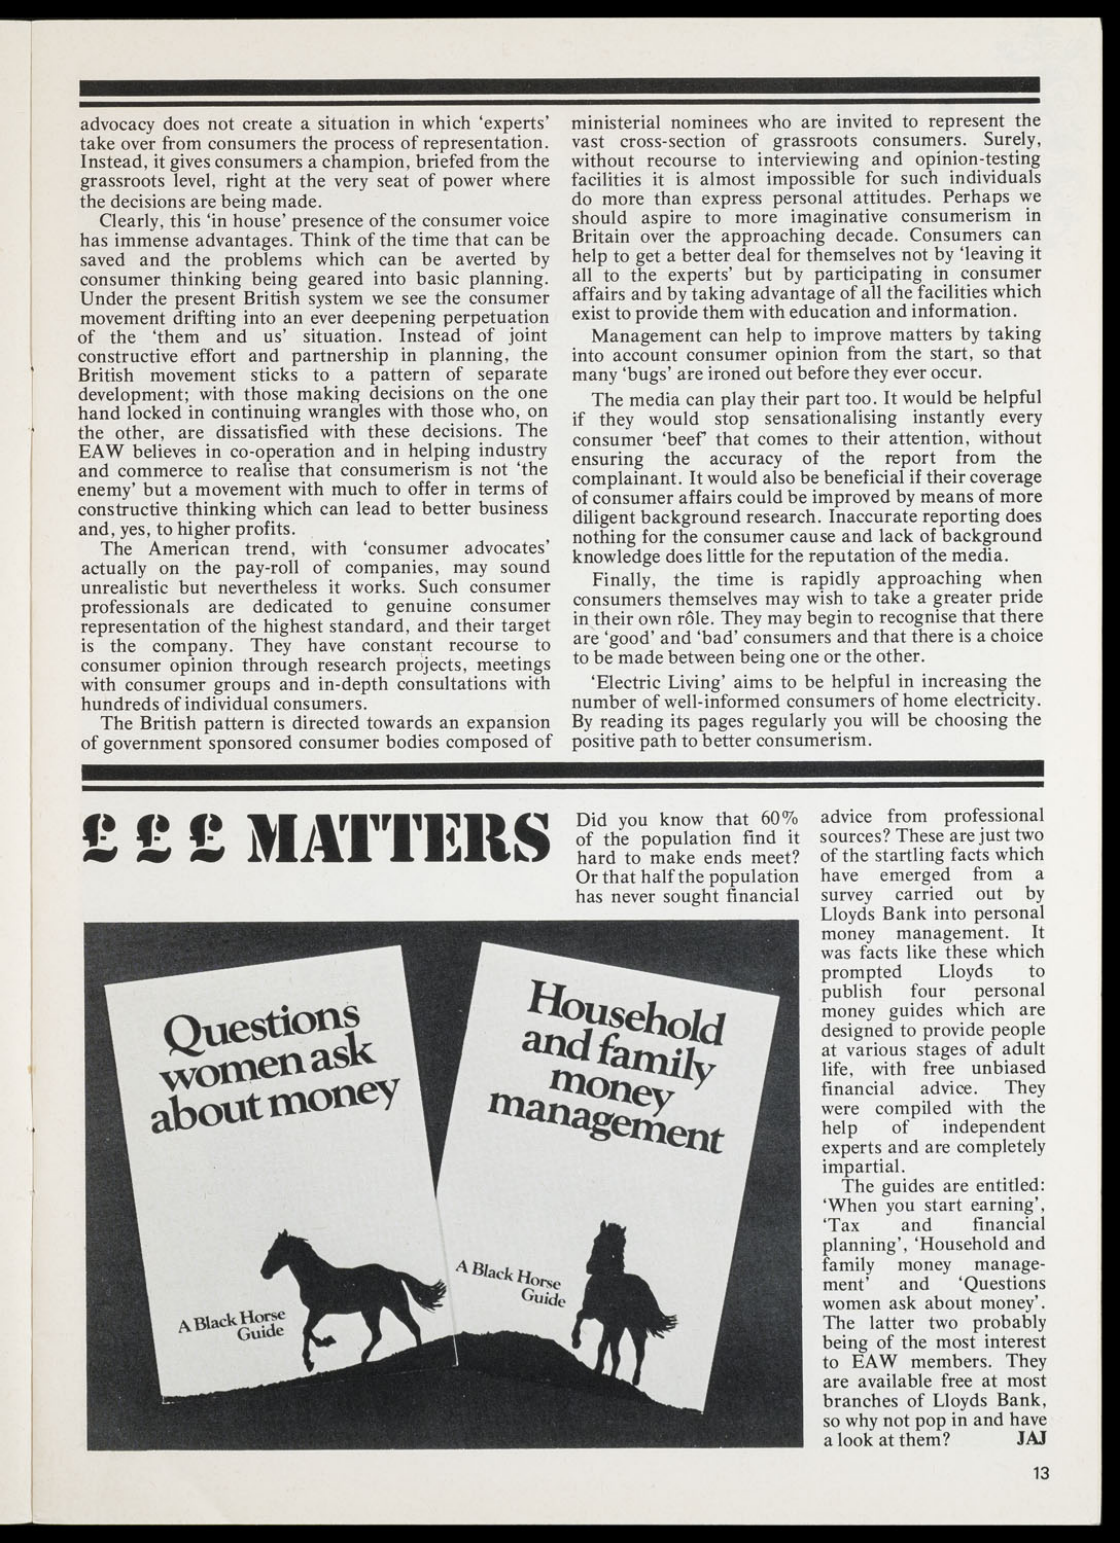 advocacy does not create a situation in which ‘experts’
take over from consumers the process of representation.
Instead, it gives consumers a champion, briefed from the
grassroots level, right at the very seat of power where
the decisions are being made.
Clearly, this ‘in house’ presence of the consumer voice
has immense advantages. Think of the time that can be
saved and the problems which can be averted by
consumer thinking being geared into basic planning.
Under the present British system we see the consumer
movement drifting into an ever deepening perpetuation
of the ‘them and us’ situation. Instead of joint
constructive effort and partnership in planning, the
British movement sticks to a pattern of separate
development; with those making decisions on the one
hand locked in continuing wrangles with those who, on
the other, are dissatisfied with these decisions. The
EAW believes in co-operation and in helping industry
and commerce to realise that consumerism is not ‘the
enemy’ but a movement with much to offer in terms of
constructive thinking which can lead to better business
and, yes, to higher profits.
The American trend, with ‘consumer advocates’
actually on the pay-roll of companies, may sound
unrealistic but nevertheless it works. Such consumer
professionals are dedicated to genuine consumer
representation of the highest standard, and their target
is the company. They have constant recourse to
consumer opinion through research projects, meetings
with consumer groups and in-depth consultations with
hundreds of individual consumers.
The British pattern is directed towards an expansion
of government sponsored consumer bodies composed of
ministerial nominees who are invited to represent the
vast cross-section of grassroots consumers. Surely,
without recourse to interviewing and opinion-testing
facilities it is almost impossible for such individuals
do more than express personal attitudes. Perhaps we
should aspire to more imaginative consumerism in
Britain over the approaching decade. Consumers can
help to get a better deal for themselves not by ‘leaving it
all to the experts’ but by participating in consumer
affairs and by taking advantage of all the facilities which
exist to provide them with education and information.
Management can help to improve matters by taking
into account consumer opinion from the start, so that
many ‘bugs’ are ironed out before they ever occur.
The media can play their part too. It would be helpful
if they would stop sensationalising instantly every
consumer ‘beef’ that comes to their attention, without
ensuring the accuracy of the report from the
complainant. It would also be beneficial if their coverage
of consumer affairs could be improved by means of more
diligent background research. Inaccurate reporting does
nothing for the consumer cause and lack of background
knowledge does little for the reputation of the media.
Finally, the time is rapidly approaching when
consumers themselves may wish to take a greater pride
in their own rôle. They may begin to recognise that there
are ‘good’ and ‘bad’ consumers and that there is a choice
to be made between being one or the other.
‘Electric Living’ aims to be helpful in increasing the
number of well-informed consumers of home electricity.
By reading its pages regularly you will be choosing the
positive path to better consumerism.
£ £ £ MATTERS
Did you know that 60%
of the population find it
hard to make ends meet?
Or that half the population
has never sought financial
advice from professional
sources? These are just two
of the startling facts which
have emerged from a
survey carried out by
Lloyds Bank into personal
money management. It
was facts like these which
prompted Lloyds to
publish four personal
money guides which are
designed to provide people
at various stages of adult
life, with free unbiased
financial advice. They
were compiled with the
help of independent
experts and are completely
impartial.
The guides are entitled:
‘When you start earning’,
‘Tax and financial
planning’, ‘Household and
family money manage-
ment’ and ‘Questions
women ask about money’.
The latter two probably
being of the most interest
to EAW members. They
are available free at most
branches of Lloyds Bank,
so why not pop in and have
a look at them? JAJ
Questions
women ask
about money
A Black Horse
Guide
Household
and family
money
management
A Black Horse
Guide
13